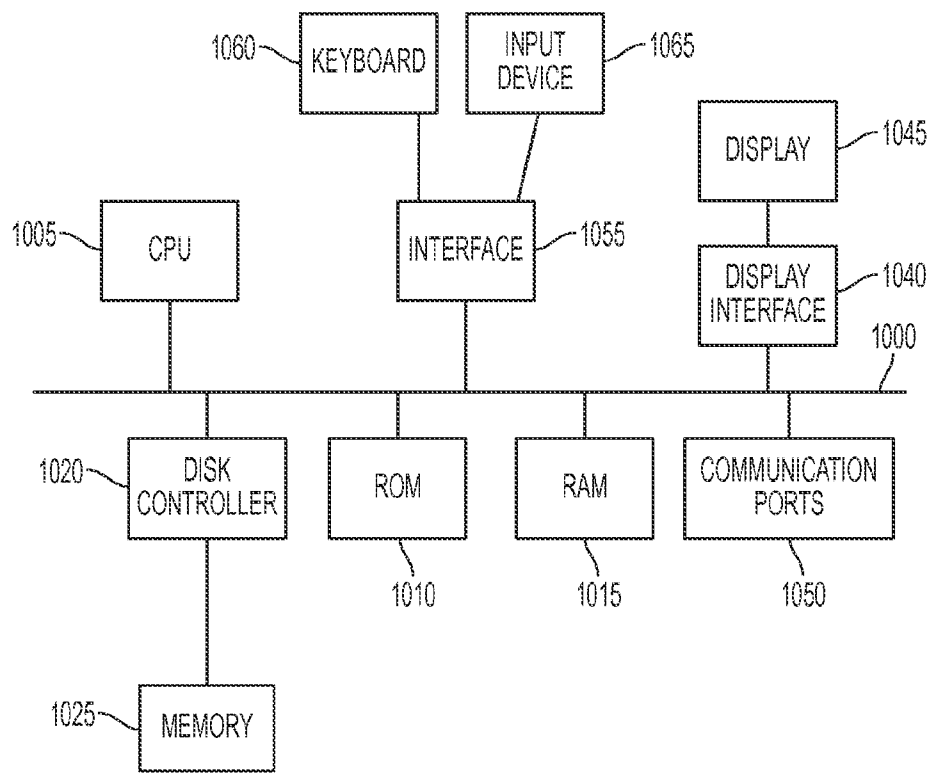 1060
KEYBOARD
INPUT
DEVICE
1065
DISPLAY
1045
1005
CPU
INTERFACE
1055
DISPLAY
INTERFACE
1040
1000
1020
DISK
CONTROLLER
ROM
RAM
COMMUNICATION
PORTS
1010
1015
1050
1025
MEMORY